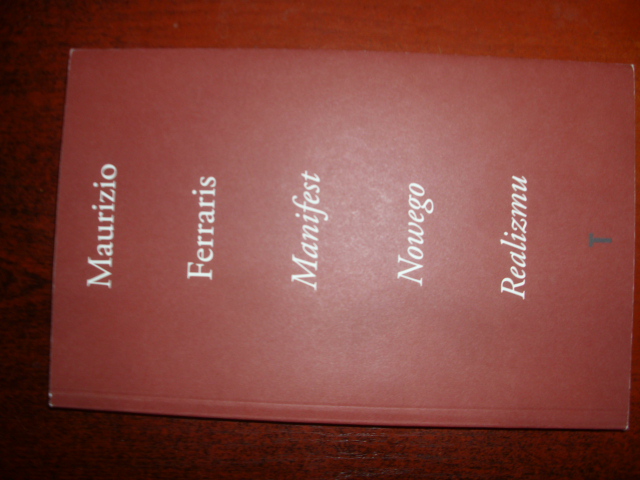 Maurizio
Ferraris
Manifest
Nowego
Realizmu